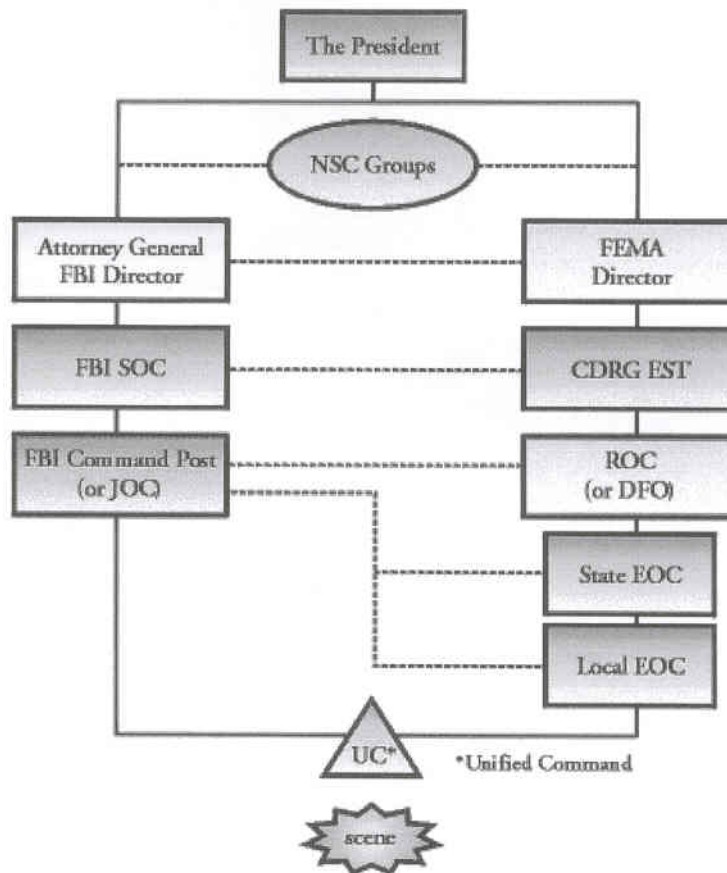 The President
NSC Groups
Attorney General
FBI Director
FEMA
Director
FBI SOC
CDRG EST
FBI Command Post
(or JOC)
ROC
(or DFO)
State EOC
Local EOC
UC*
*Unified Command
scene